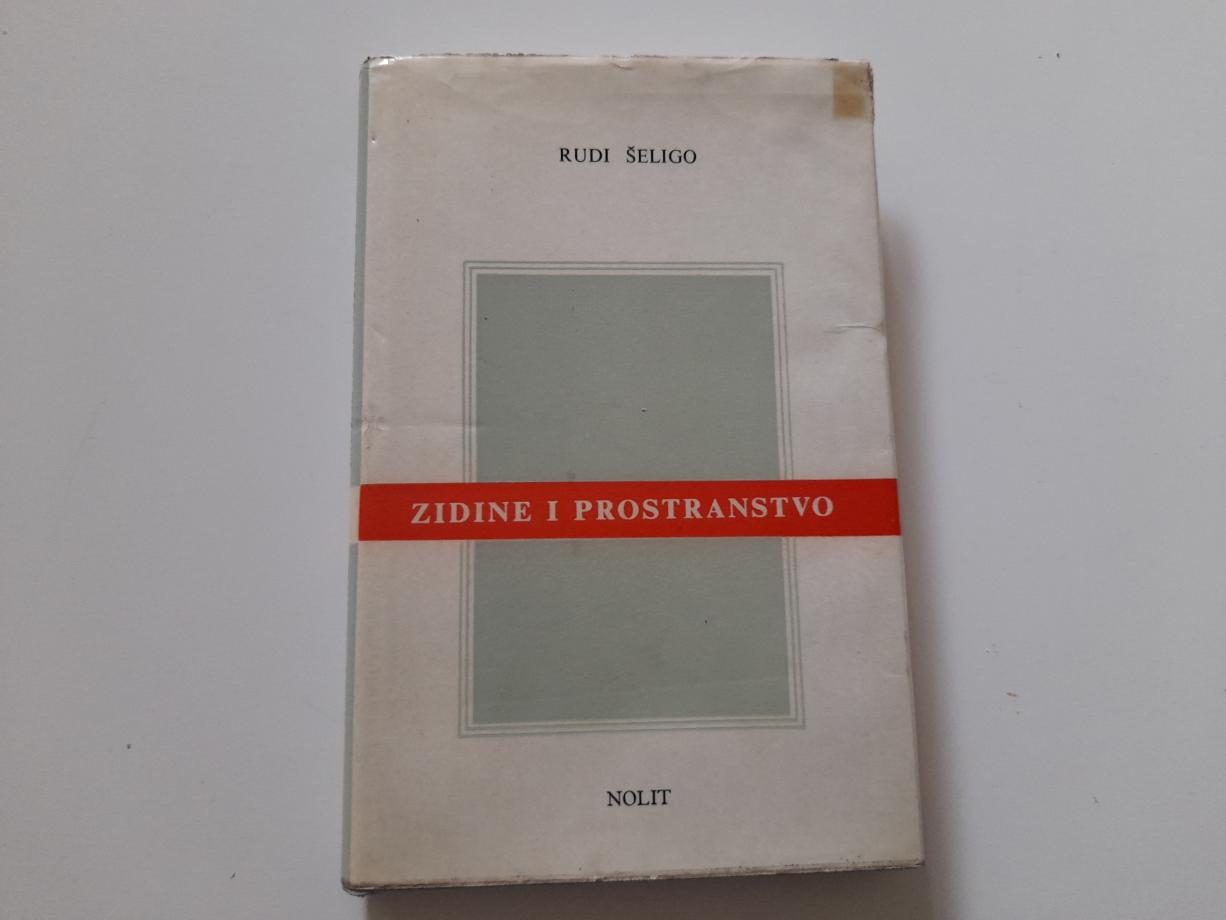 RUDI ŠELIGO
ZIDINE I PROSTRANSTVO
NOLIT